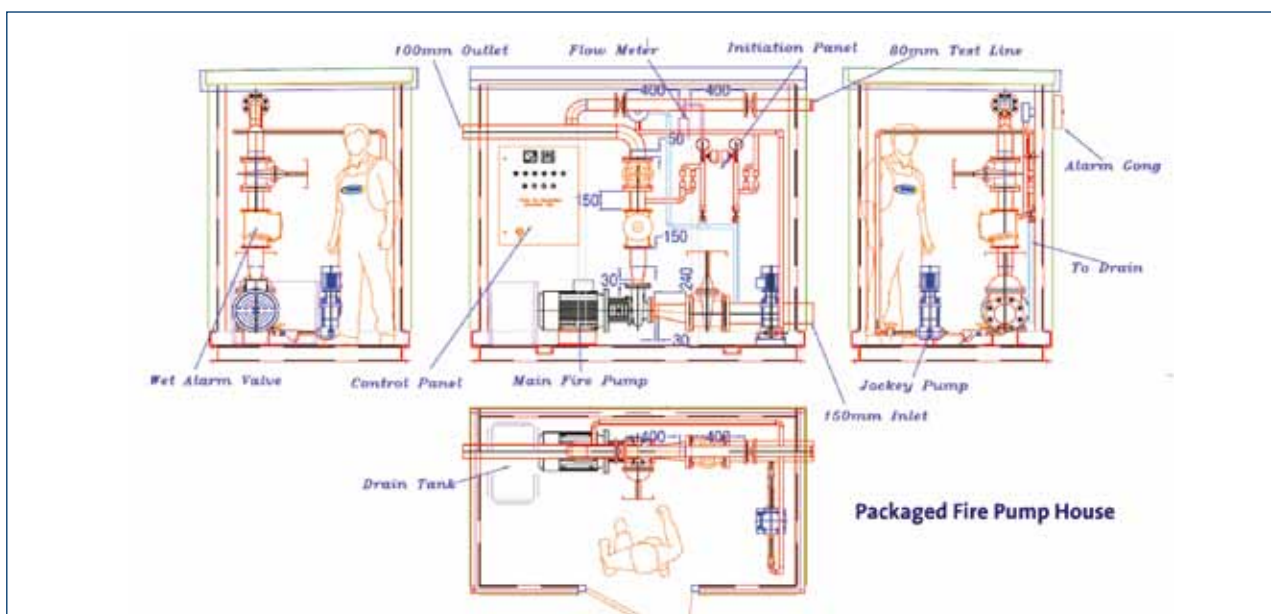 100mm Outlet
Flow Meter
Initiation Panel
80mm Test Line
400
400
50
Alarm Gong
150
150
To Drain
30
240
30
Wet Alarm Valve
Control Panel
Main Fire Pump
Jockey Pump
150mm Inlet
400
400
Drain Tank
Packaged Fire Pump House